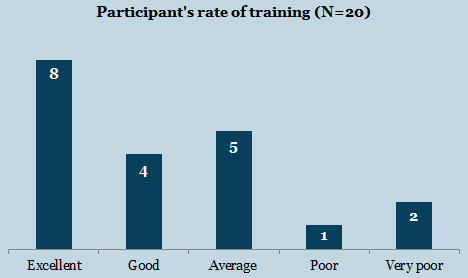 Participant's rate of training (N=20)
8
4
5
1
2
Excellent
Good
Average
Poor
Very poor